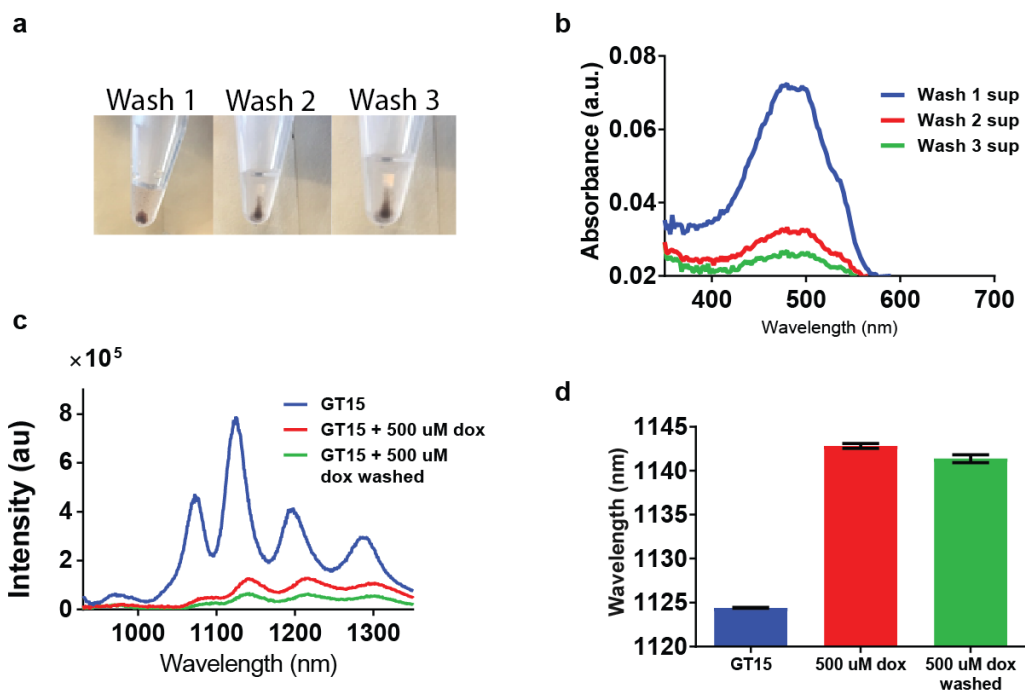 a
Wash 1 Wash 2 Wash 3
b
0.08
0.06
0.04
0.02
Absorbance (a.u.)
400 500 600 700
Wavelength (nm)
Wash 1 sup
Wash 2 sup
Wash 3 sup
c
×10 5
8
6
4
2
0
Intensity (au)
1000 1100 1200 1300
Wavelength (nm)
GT15
GT15 + 500 uM dox
GT15 + 500 uM
dox washed
d
1145
1140
1135
1130
1125
1120
Wavelength (nm)
GT15
500 uM dox
500 uM dox
washed